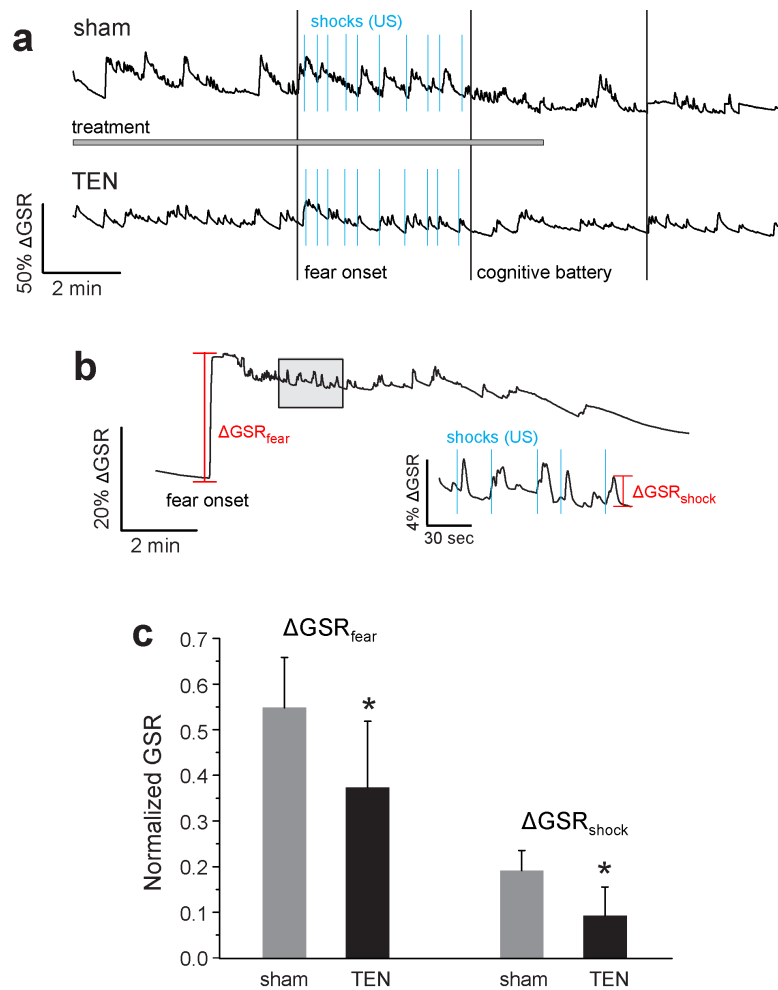 a
sham
shocks (US)
treatment
TEN
50% ΔGSR
2 min
fear onset
cognitive battery
b
ΔGSRfear
20% ΔGSR
fear onset
2 min
shocks (US)
4% ΔGSR
30 sec
ΔGSRshock
c
Normalized GSR
0.7
0.6
0.5
0.4
0.3
0.2
0.1
0.0
ΔGSRfear
*
ΔGSRshock
*
sham TEN sham TEN